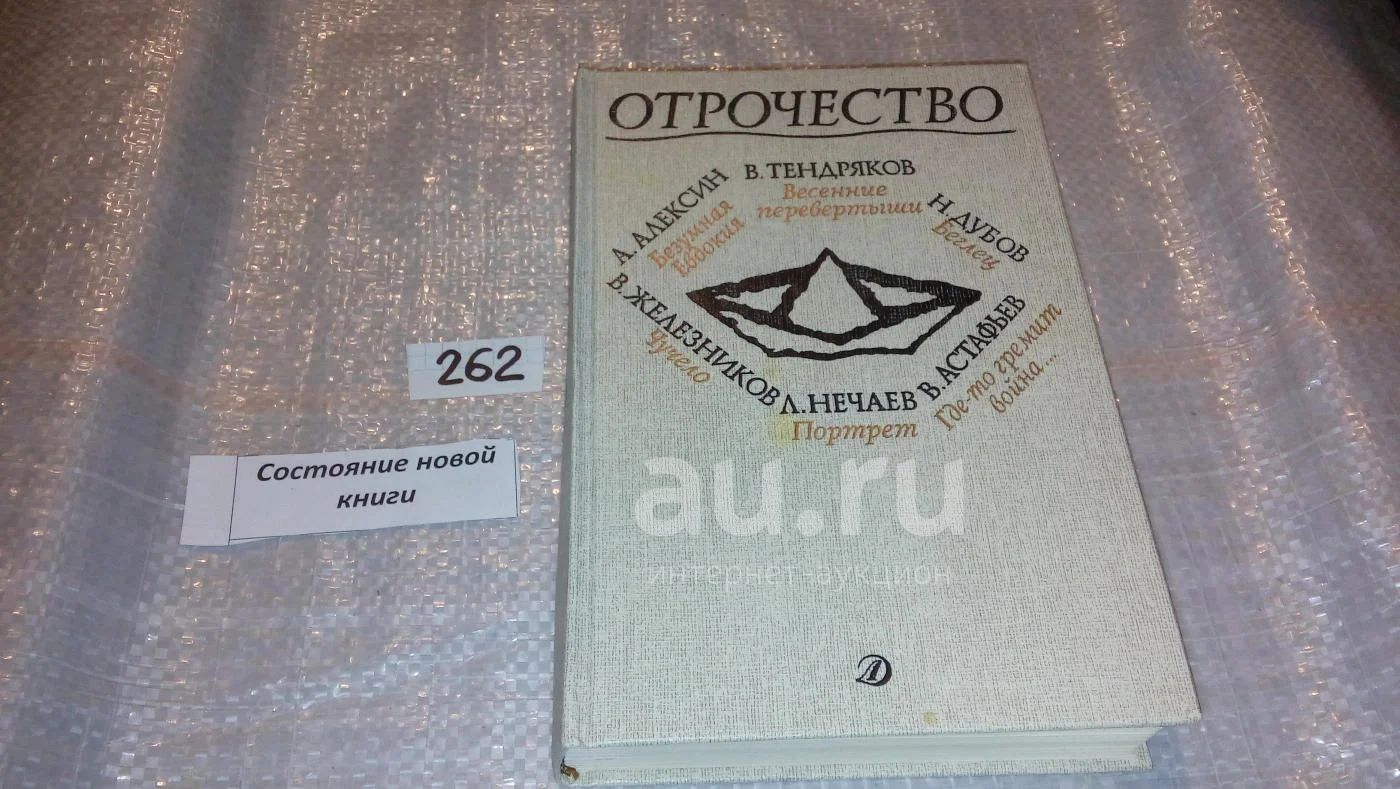 ОТРОЧЕСТВО
В. ТЕНДРЯКОВ
Весенние
перевертыши
А. АЛЕКСИН
Безумная
Евдокия
Н. ДУБОВ
Беглец
В. ЖЕЛЕЗНИКОВ
Чучело
Л. НЕЧАЕВ
Портрет
В. АСТАФЬЕВ
Где-то гремит
война...
262
Состояние новой
книги
au.ru
интернет-аукцион